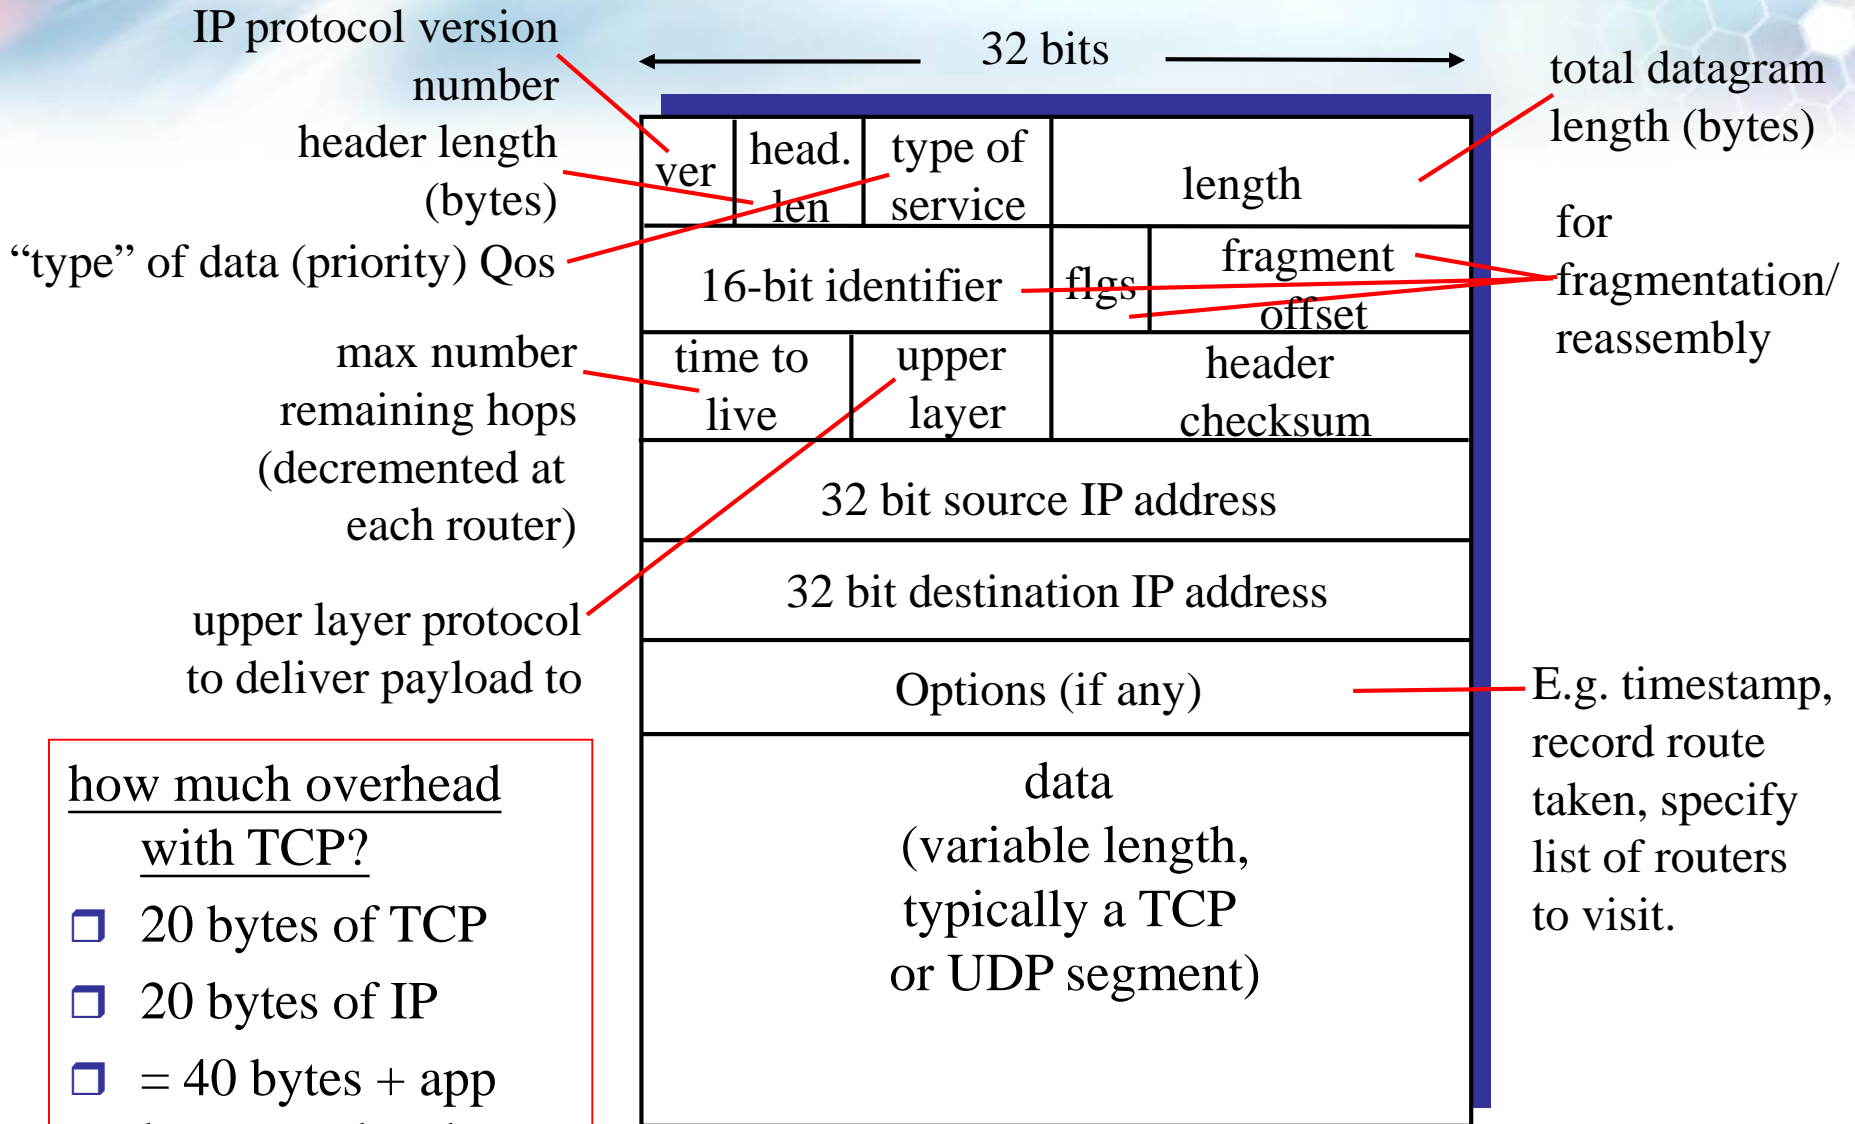 IP protocol version
number
header length
(bytes)
“type” of data (priority) Qos
max number
remaining hops
(decremented at
each router)
upper layer protocol
to deliver payload to
how much overhead
with TCP?
20 bytes of TCP
20 bytes of IP
= 40 bytes + app
32 bits
ver
head.
len
type of
service
length
16-bit identifier
flgs
fragment
offset
time to
live
upper
layer
header
checksum
32 bit source IP address
32 bit destination IP address
Options (if any)
data
(variable length,
typically a TCP
or UDP segment)
total datagram
length (bytes)
for
fragmentation/
reassembly
E.g. timestamp,
record route
taken, specify
list of routers
to visit.